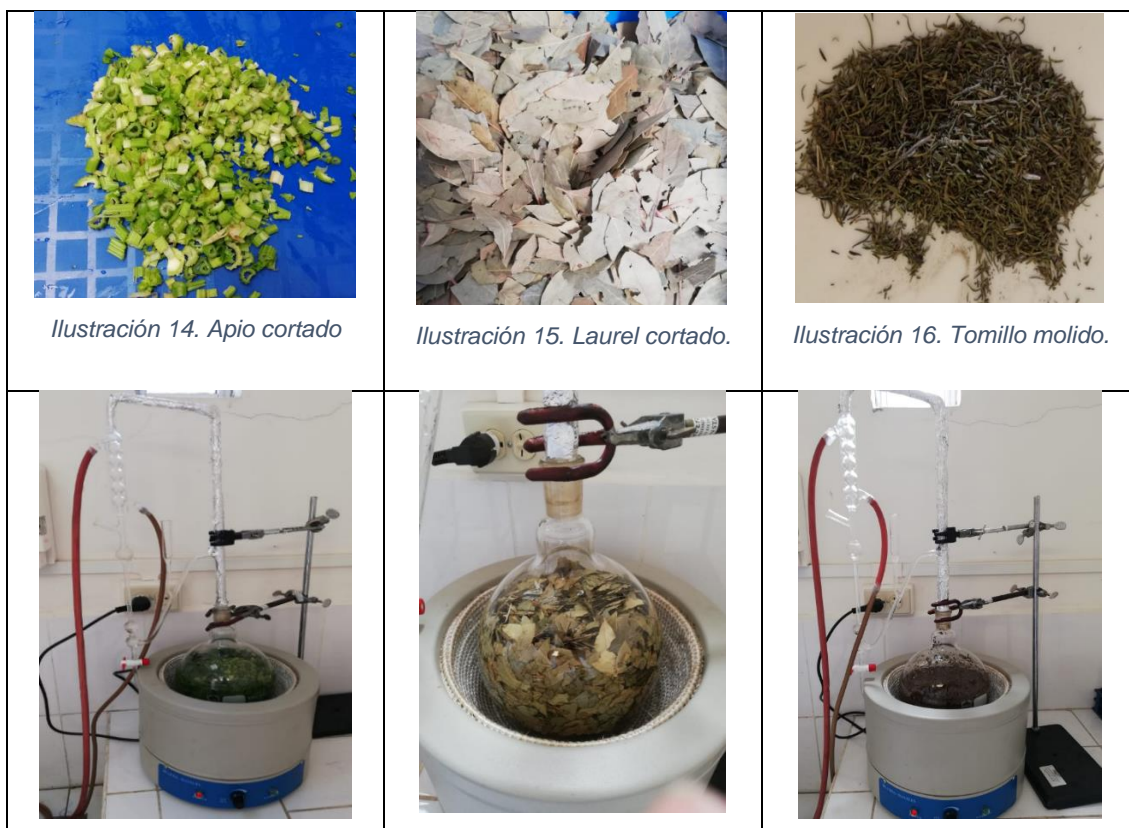 Ilustración 14. Apio cortado
Ilustración 15. Laurel cortado.
Ilustración 16. Tomillo molido.